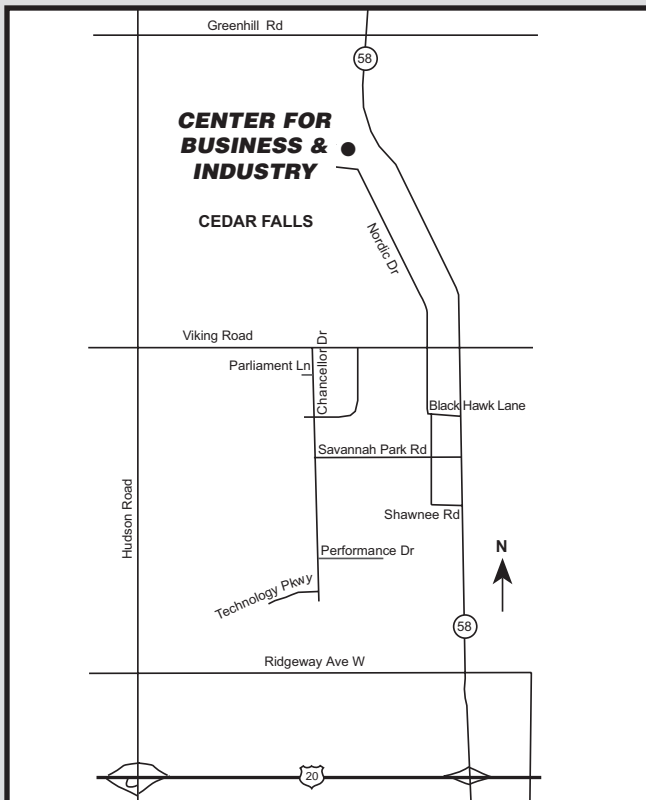 Greenhill Rd
58
CENTER FOR
BUSINESS &
INDUSTRY
CEDAR FALLS
Nordic Dr
Viking Road
Chancellor Dr
Parliament Ln
Black Hawk Lane
Savannah Park Rd
Hudson Road
Shawnee Rd
Performance Dr
N
Technology Pkwy
58
Ridgeway Ave W
20